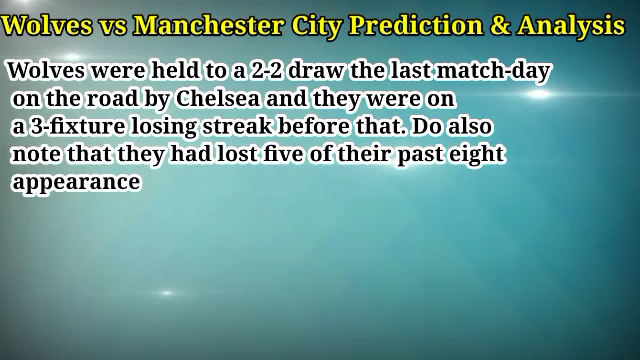 Wolves vs Manchester City Prediction & Analysis
Wolves were held to a 2-2 draw the last match-day
on the road by Chelsea and they were on
a 3-fixture losing streak before that. Do also
note that they had lost five of their past eight
appearance